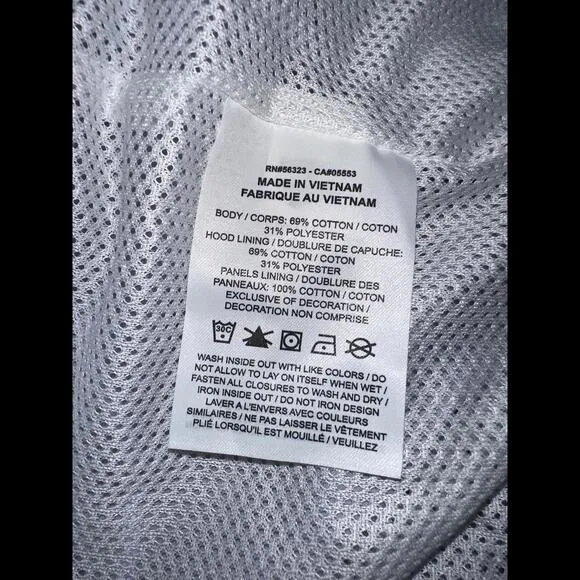 RN#56323 - CA#05553
MADE IN VIETNAM
FABRIQUE AU VIETNAM
BODY / CORPS: 69% COTTON / COTON
31% POLYESTER
HOOD LINING / DOUBLURE DE CAPUCHE:
69% COTTON / COTON
31% POLYESTER
PANELS LINING / DOUBLURE DES
PANNEAUX: 100% COTTON / COTON
EXCLUSIVE OF DECORATION /
DECORATION NON COMPRISE
30C
WASH INSIDE OUT WITH LIKE COLORS / DO
NOT ALLOW TO LAY ON ITSELF WHEN WET /
FASTEN ALL CLOSURES TO WASH AND DRY /
IRON INSIDE OUT / DO NOT IRON DESIGN
LAVER A L'ENVERS AVEC COULEURS
SIMILAIRES / NE PAS LAISSER LE VÊTEMENT
PLIÉ LORSQU'IL EST MOUILLÉ / VEUILLEZ